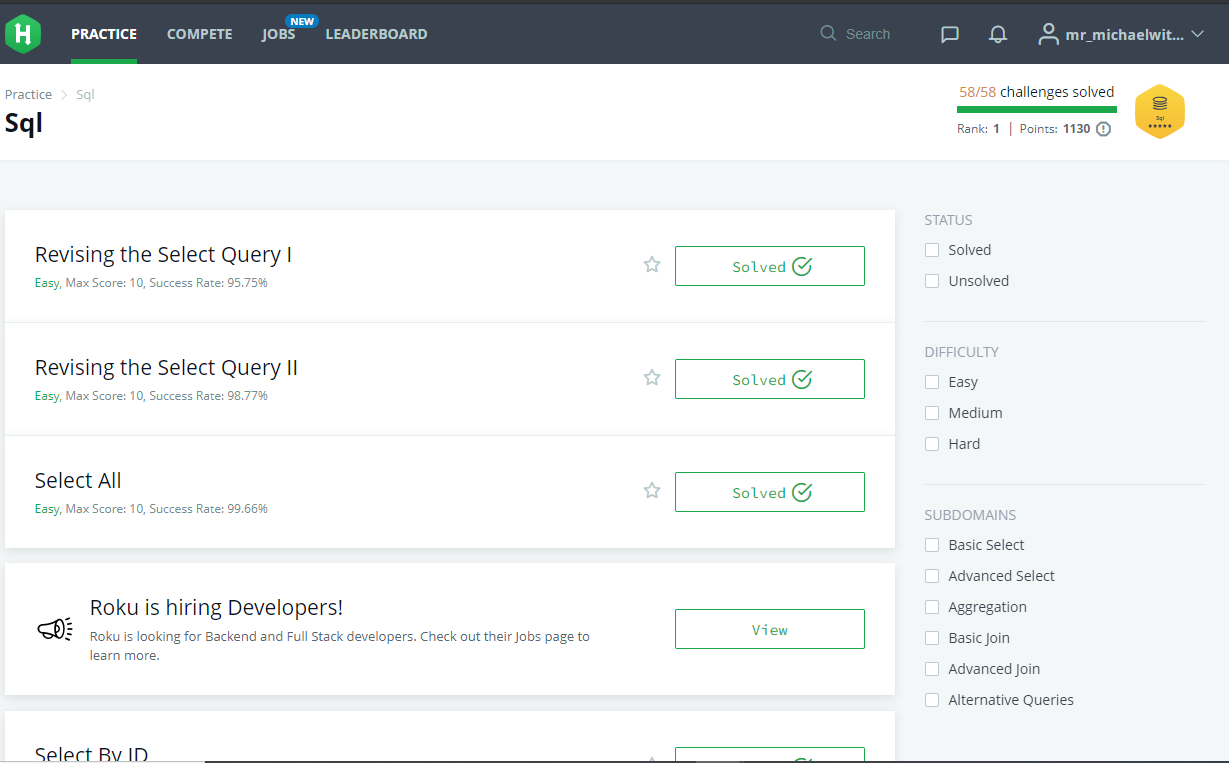 H
PRACTICE COMPETE JOBS NEW LEADERBOARD Search mr_michaelwit...
Practice Sql
Sql
58/58 challenges solved
Rank: 1 | Points: 1130
Sql
Revising the Select Query I
Easy, Max Score: 10, Success Rate: 95.75%
Solved
Revising the Select Query II
Easy, Max Score: 10, Success Rate: 98.77%
Solved
Select All
Easy, Max Score: 10, Success Rate: 99.66%
Solved
Roku is hiring Developers!
Roku is looking for Backend and Full Stack developers. Check out their Jobs page to
learn more.
View
Select By ID
STATUS
Solved
Unsolved
DIFFICULTY
Easy
Medium
Hard
SUBDOMAINS
Basic Select
Advanced Select
Aggregation
Basic Join
Advanced Join
Alternative Queries